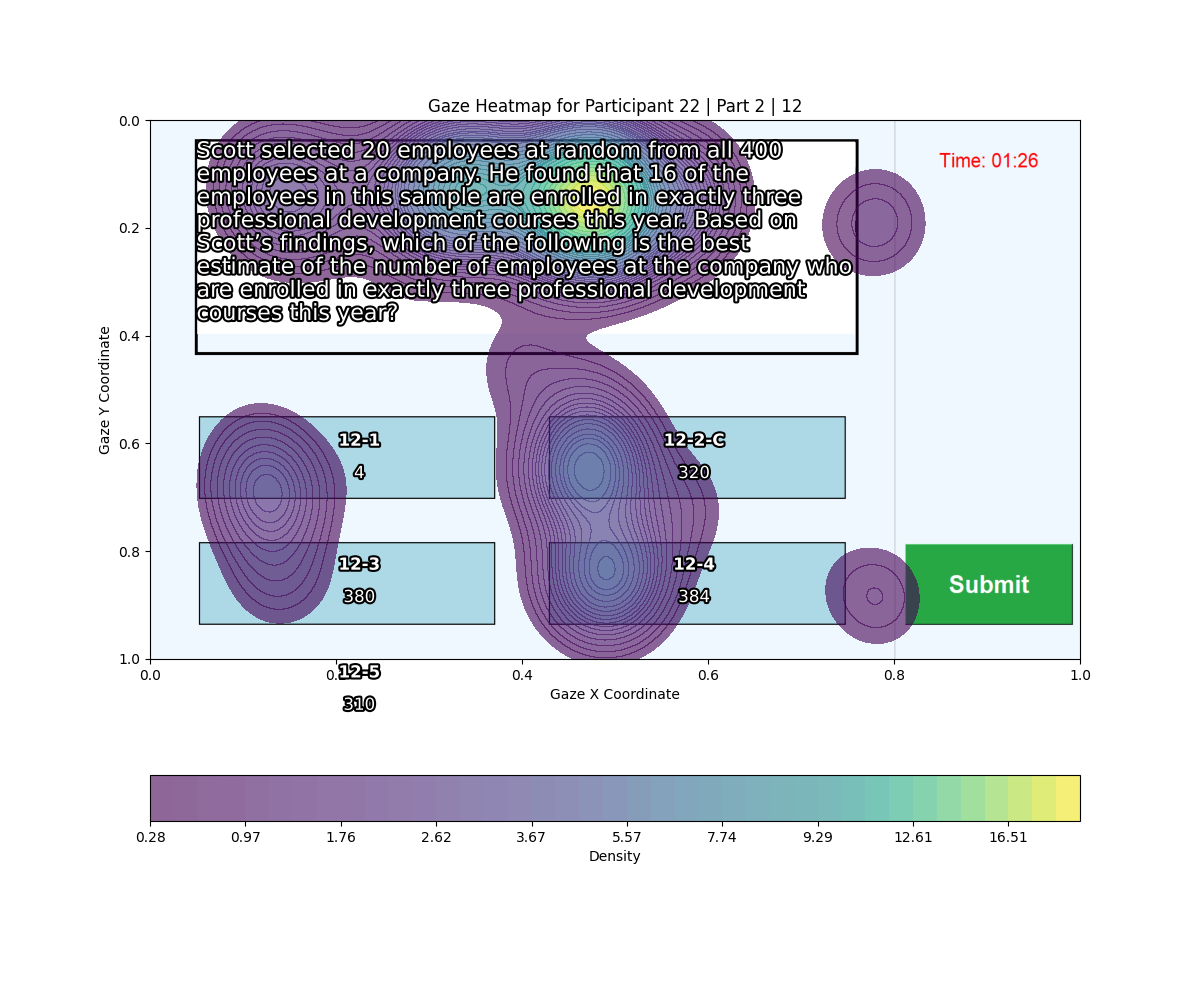 Gaze Heatmap for Participant 22 | Part 2 | 12
Scott selected 20 employees at random from all 400
employees at a company. He found that 16 of the
employees in this sample are enrolled in exactly three
professional development courses this year. Based on
Scott’s findings, which of the following is the best
estimate of the number of employees at the company who
are enrolled in exactly three professional development
courses this year?
Time: 01:26
12-1
4
12-2-C
320
12-3
380
12-4
384
Submit
12-5
310
0.0
0.2
0.4
0.6
0.8
1.0
Gaze Y Coordinate
0.0 0.4 0.6 0.8 1.0
Gaze X Coordinate
0.28 0.97 1.76 2.62 3.67 5.57 7.74 9.29 12.61 16.51
Density